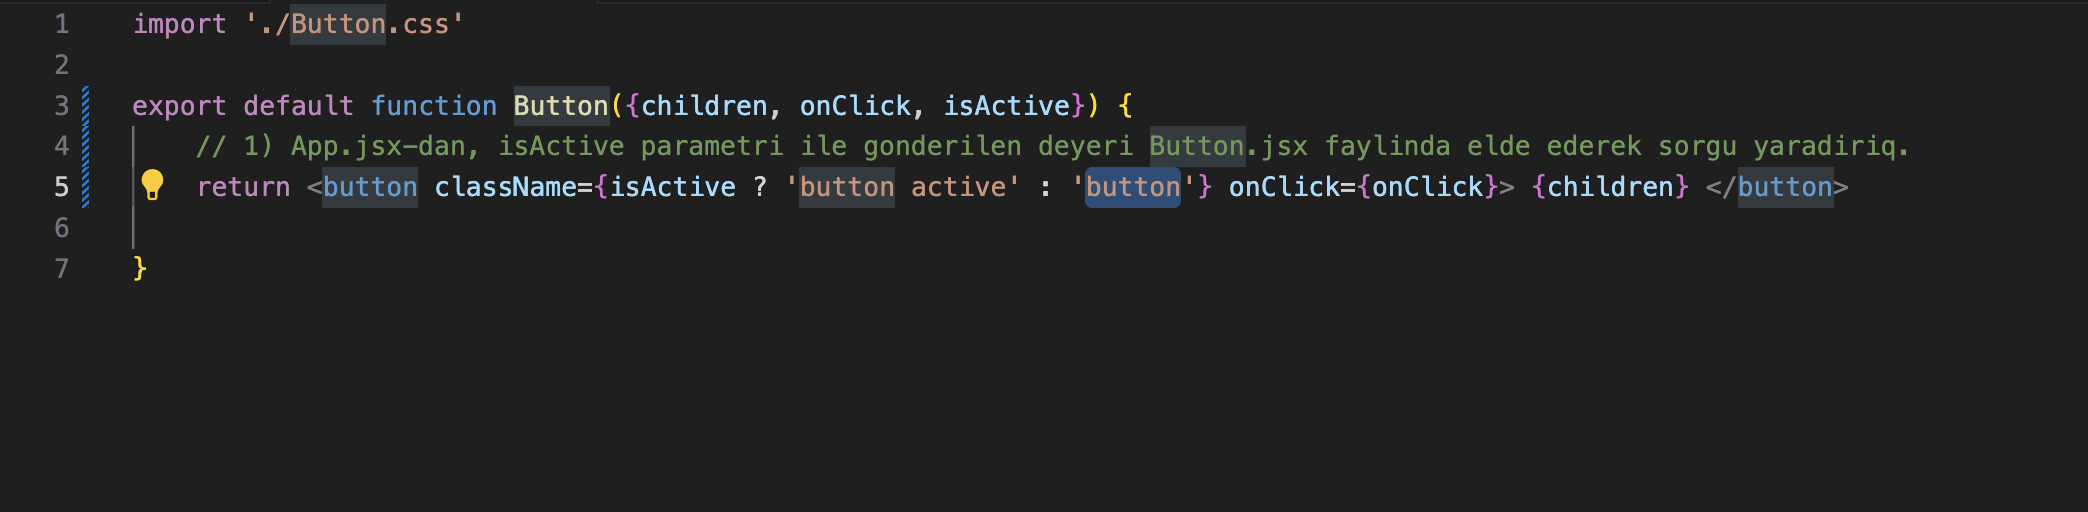 1 import './Button.css'
2
3 export default function Button({children, onClick, isActive}) {
4 // 1) App.jsx-dan, isActive parametri ile gonderilen deyeri Button.jsx faylinda elde ederek sorgu yaradiriq.
5 return <button className={isActive ? 'button active' : 'button'} onClick={onClick}> {children} </button>
6
7 }